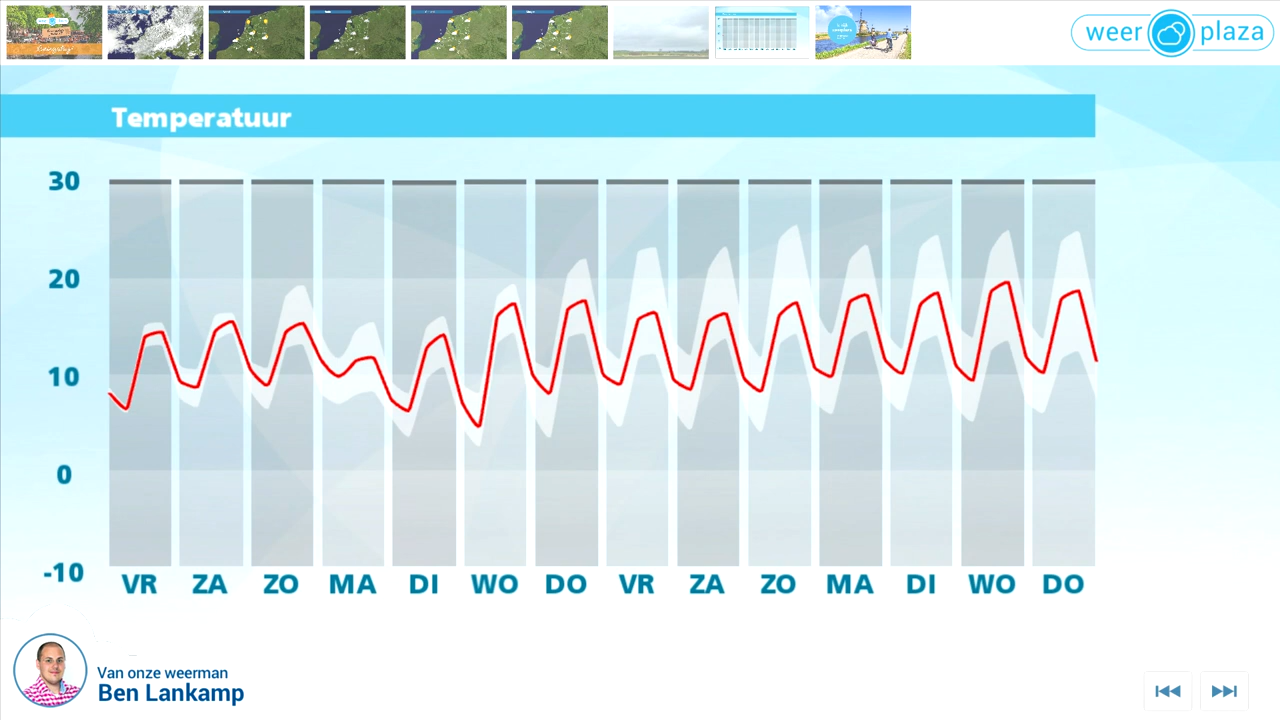 weer plaza
Temperatuur
30
20
10
0
-10
VR ZA ZO MA DI WO DO VR ZA ZO MA DI WO DO
Van onze weerman
Ben Lankamp